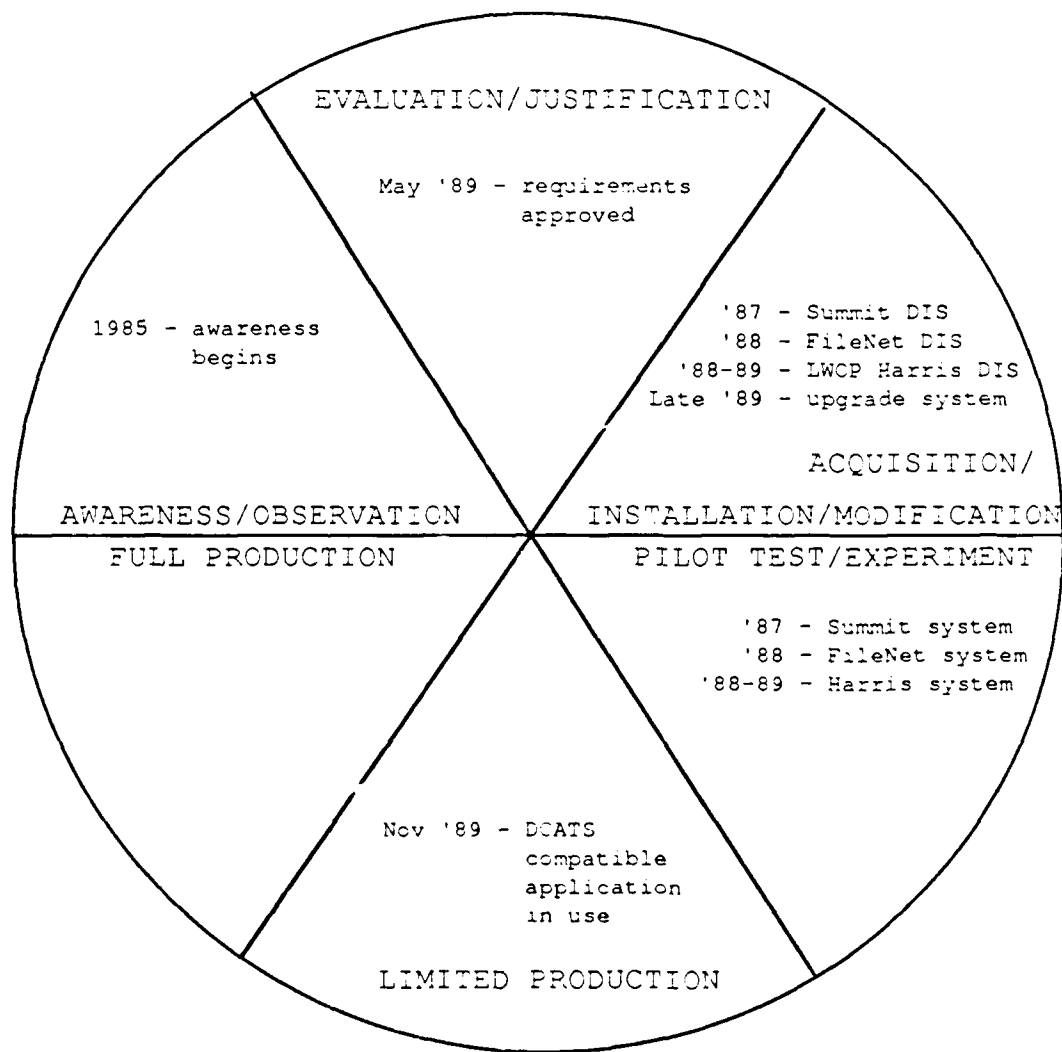 EVALUATION/JUSTIFICATION
May '89 - requirements
approved
1985 - awareness
begins
AWARENESS/OBSERVATION
'87 - Summit DIS
'88 - FileNet DIS
'88-89 - LWCP Harris DIS
Late '89 - upgrade system
ACQUISITION/
INSTALLATION/MODIFICATION
FULL PRODUCTION
PILOT TEST/EXPERIMENT
'87 - Summit system
'88 - FileNet system
'88-89 - Harris system
Nov '89 - DCATS
compatible
application
in use
LIMITED PRODUCTION